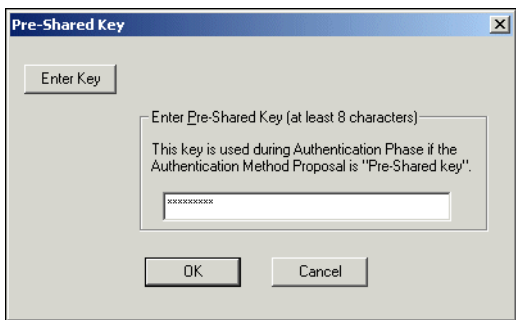 Pre-Shared Key
Enter Key
Enter Pre-Shared Key (at least 8 characters)
This key is used during Authentication Phase if the
Authentication Method Proposal is "Pre-Shared key".
xxxxxxxxx
OK
Cancel